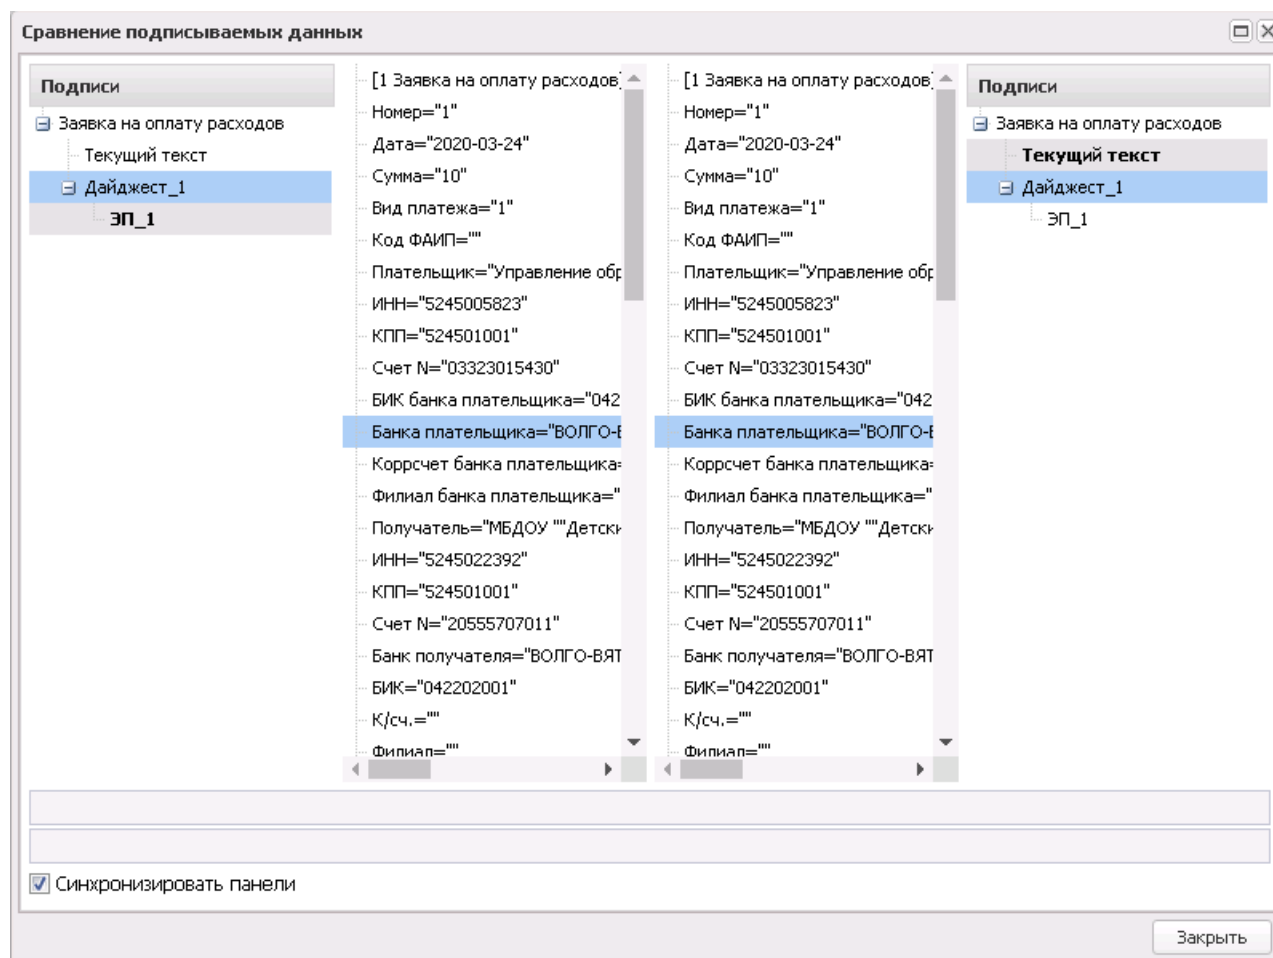 Сравнение подписываемых данных
Подписи
Заявка на оплату расходов
Текущий текст
Дайджест_1
ЭП_1
[1 Заявка на оплату расходов]
Номер="1"
Дата="2020-03-24"
Сумма="10"
Вид платежа="1"
Код ФАИП=""
Плательщик="Управление обр
ИНН="5245005823"
КПП="524501001"
Счет N="03323015430"
БИК банка плательщика="042
Банка плательщика="ВОЛГО-В
Коррсчет банка плательщика=
Филиал банка плательщика="
Получатель="МБДОУ ""Детски
ИНН="5245022392"
КПП="524501001"
Счет N="20555707011"
Банк получателя="ВОЛГО-ВЯТ
БИК="042202001"
К/сч.=""
Филиал=""
[1 Заявка на оплату расходов]
Номер="1"
Дата="2020-03-24"
Сумма="10"
Вид платежа="1"
Код ФАИП=""
Плательщик="Управление обр
ИНН="5245005823"
КПП="524501001"
Счет N="03323015430"
БИК банка плательщика="042
Банка плательщика="ВОЛГО-В
Коррсчет банка плательщика=
Филиал банка плательщика="
Получатель="МБДОУ ""Детски
ИНН="5245022392"
КПП="524501001"
Счет N="20555707011"
Банк получателя="ВОЛГО-ВЯТ
БИК="042202001"
К/сч.=""
Филиал=""
Подписи
Заявка на оплату расходов
Текущий текст
Дайджест_1
ЭП_1
Синхронизировать панели
Закрыть